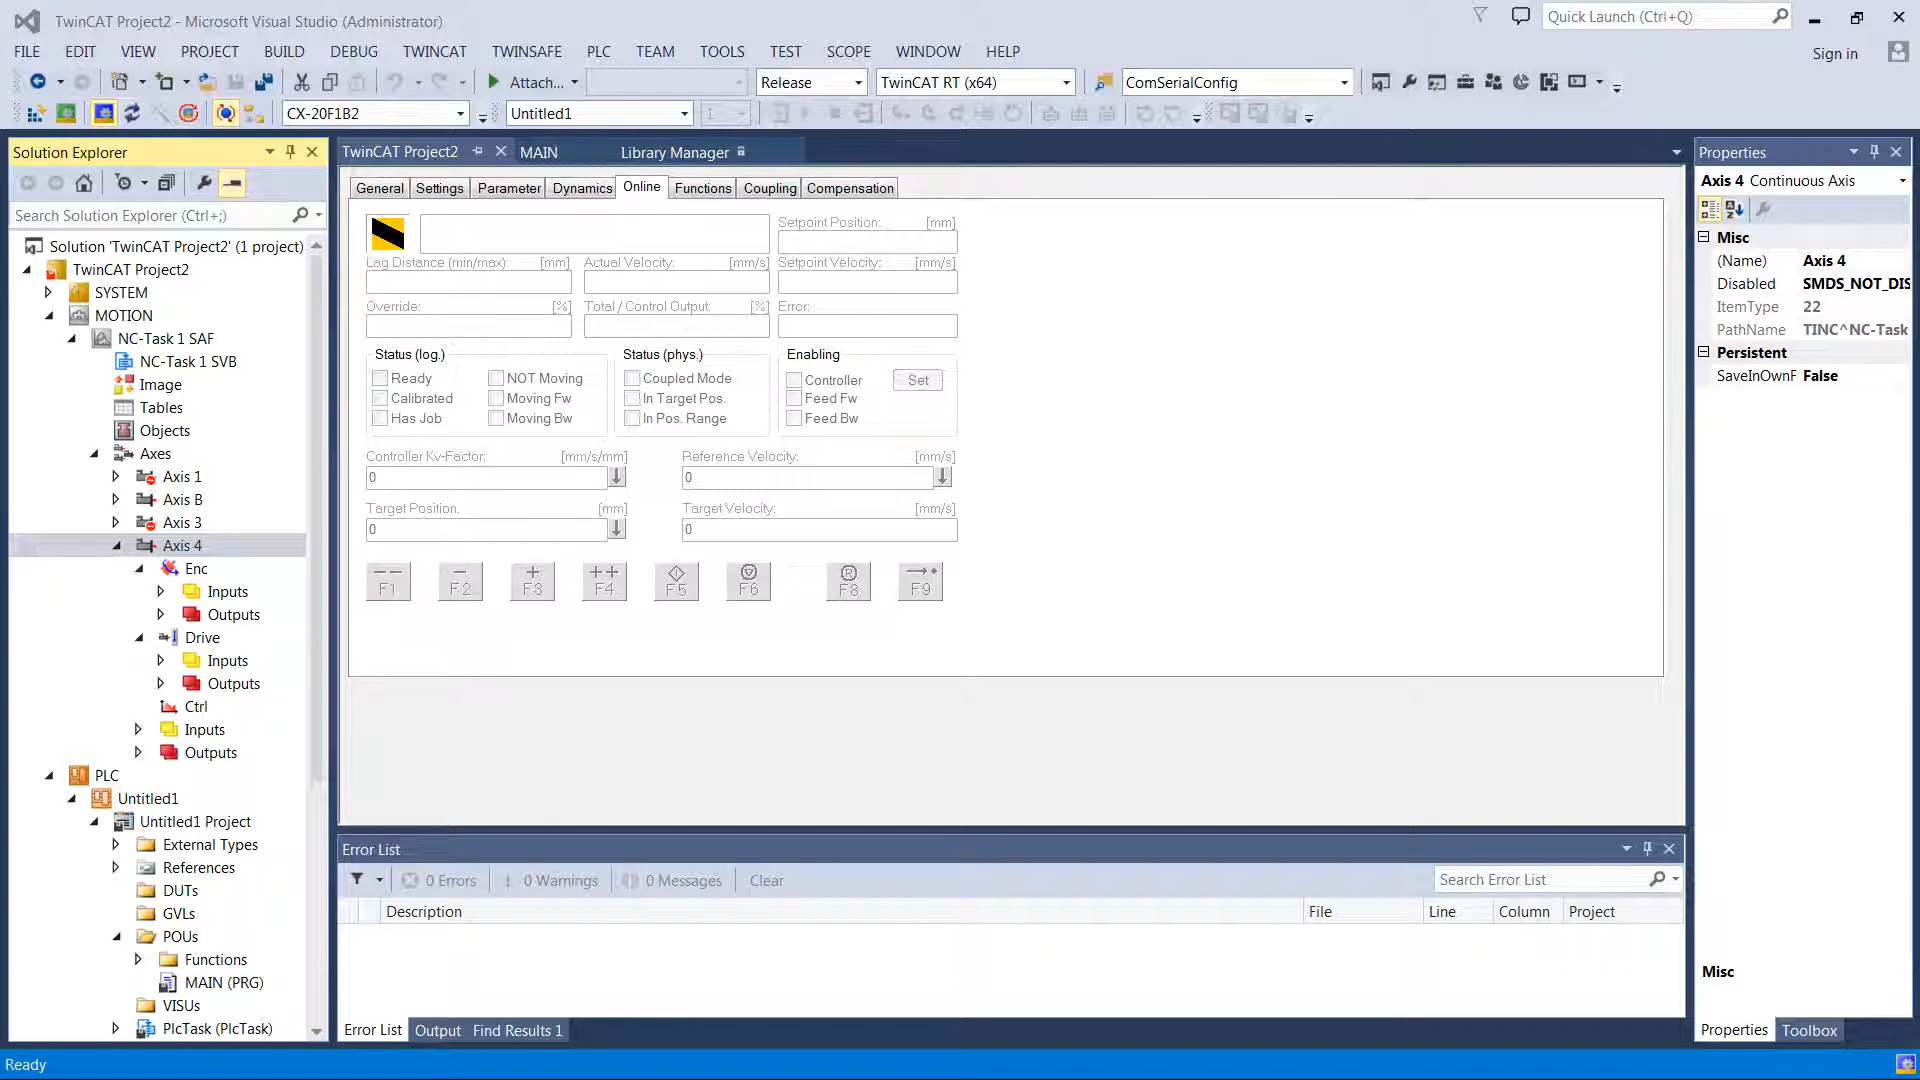 TwinCAT Project2 - Microsoft Visual Studio (Administrator)
Quick Launch (Ctrl+Q)
FILE EDIT VIEW PROJECT BUILD DEBUG TWINCAT TWINSAFE PLC TEAM TOOLS TEST SCOPE WINDOW HELP
Sign in
Attach... Release TwinCAT RT (x64) ComSerialConfig
CX-20F1B2 Untitled1 1
Solution Explorer
Search Solution Explorer (Ctrl+;)
Solution 'TwinCAT Project2' (1 project)
TwinCAT Project2
SYSTEM
MOTION
NC-Task 1 SAF
NC-Task 1 SVB
Image
Tables
Objects
Axes
Axis 1
Axis B
Axis 3
Axis 4
Enc
Inputs
Outputs
Drive
Inputs
Outputs
Ctrl
Inputs
Outputs
PLC
Untitled1
Untitled1 Project
External Types
References
DUTs
GVLs
POUs
Functions
MAIN (PRG)
VISUs
PlcTask (PlcTask)
TwinCAT Project2 MAIN Library Manager
General Settings Parameter Dynamics Online Functions Coupling Compensation
Setpoint Position: [mm]
Lag Distance (min/max): [mm] Actual Velocity: [mm/s] Setpoint Velocity: [mm/s]
Override: [%] Total / Control Output: [%] Error:
Status (log.) Status (phys.) Enabling
Ready NOT Moving Coupled Mode Controller Set
Calibrated Moving Fw In Target Pos. Feed Fw
Has Job Moving Bw In Pos. Range Feed Bw
Controller Kv-Factor: [mm/s/mm] Reference Velocity: [mm/s]
0 0
Target Position: [mm] Target Velocity: [mm/s]
0 0
-- - + ++ R
F1 F2 F3 F4 F5 F6 F8 F9
Error List
0 Errors 0 Warnings 0 Messages Clear
Search Error List
Description File Line Column Project
Error List Output Find Results 1
Properties
Axis 4 Continuous Axis
Misc
(Name) Axis 4
Disabled SMDS_NOT_DIS
ItemType 22
PathName TINC^NC-Task
Persistent
SaveInOwnF False
Misc
Properties Toolbox
Ready